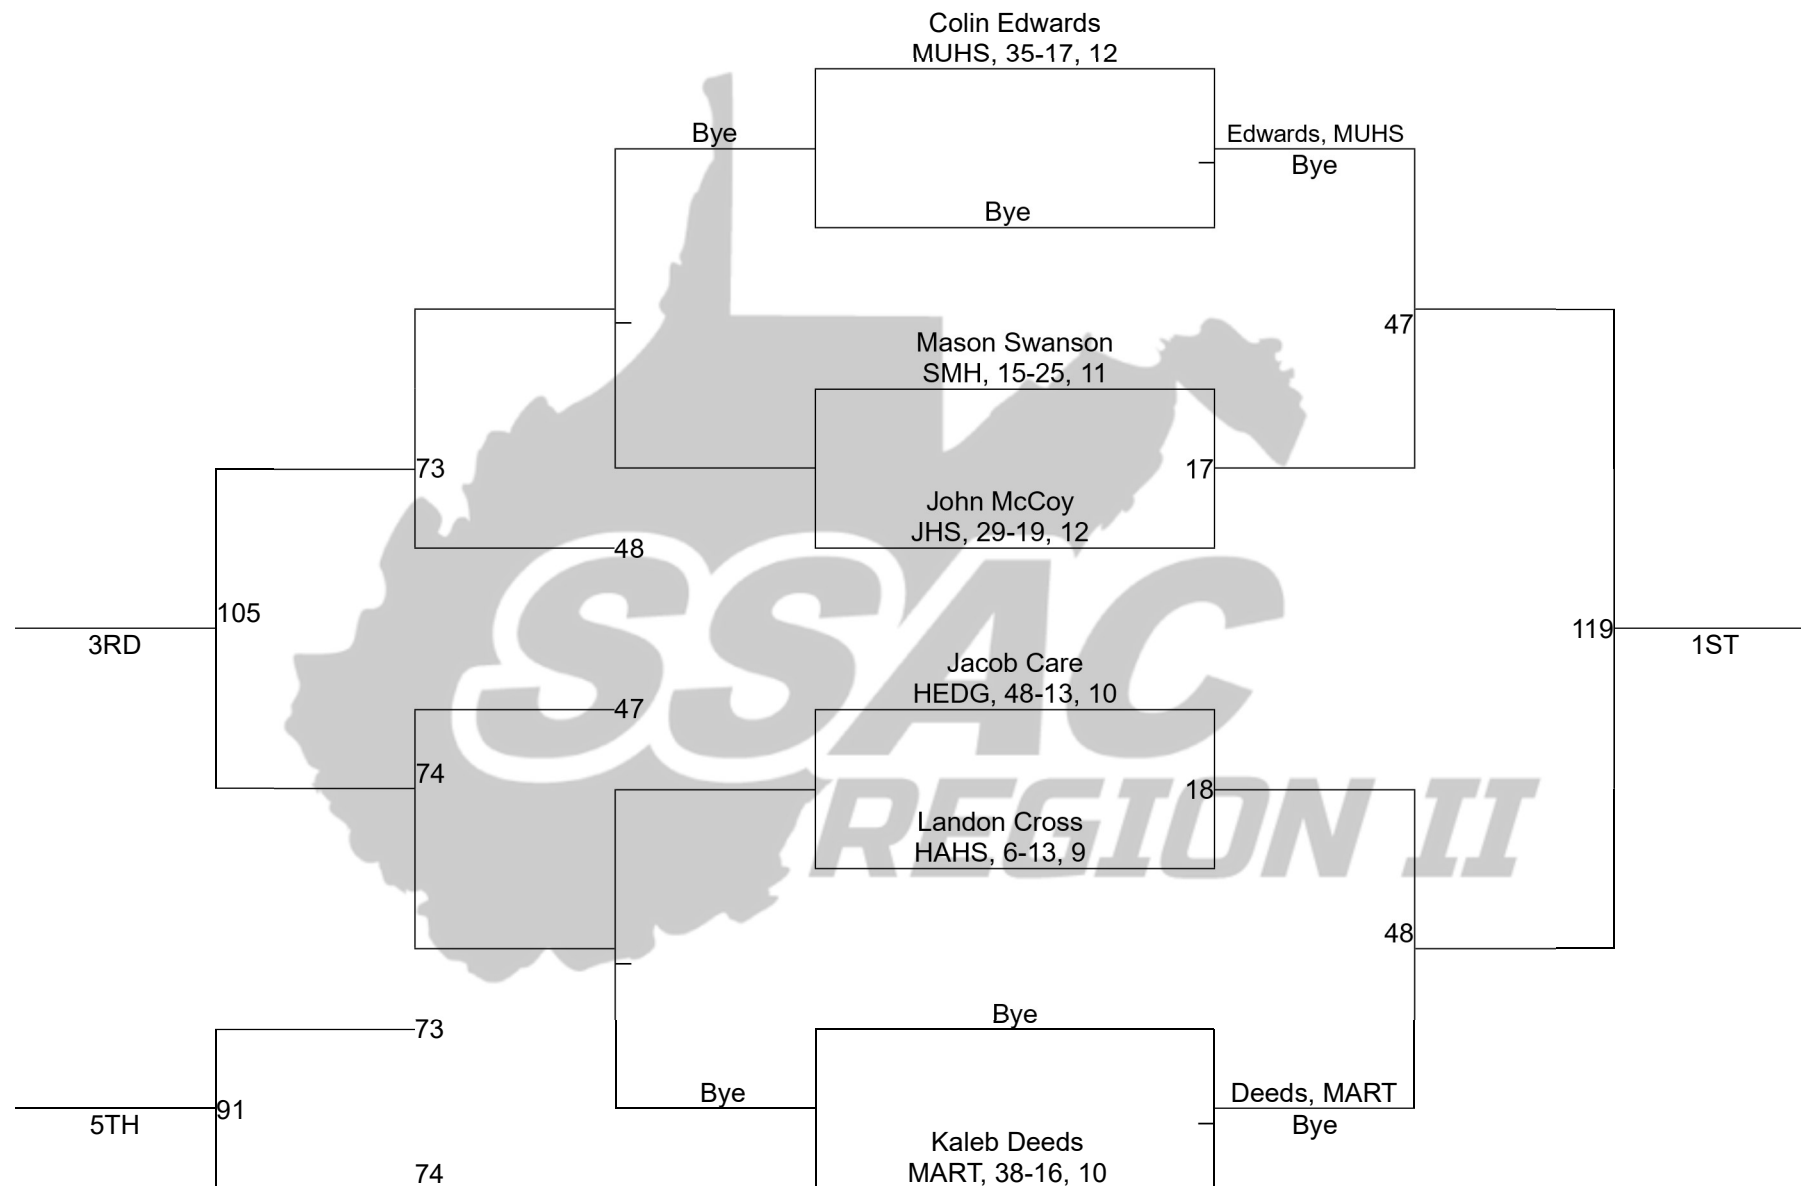 Colin Edwards
MUHS, 35-17, 12
Bye
Edwards, MUHS
Bye
Bye
Mason Swanson
SMH, 15-25, 11
47
73
17
John McCoy
JHS, 29-19, 12
48
SSAC
105
3RD
119
1ST
Jacob Care
HEDG, 48-13, 10
47
74
18
REGION II
Landon Cross
HAHS, 6-13, 9
48
Bye
73
Bye
Deeds, MART
91
5TH
Bye
Kaleb Deeds
MART, 38-16, 10
74